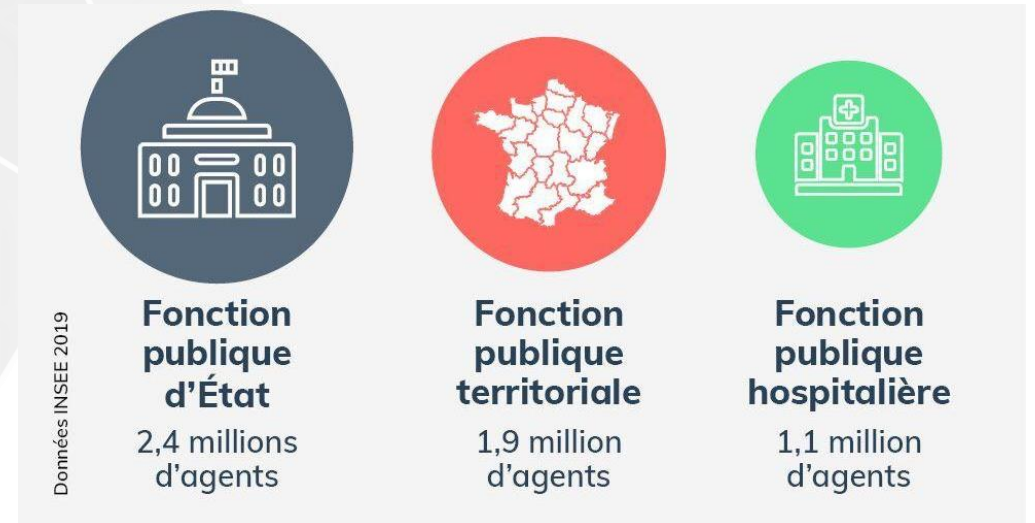 Fonction
publique
d'État
2,4 millions
d'agents
Fonction
publique
territoriale
1,9 million
d'agents
Fonction
publique
hospitalière
1,1 million
d'agents
Données INSEE 2019